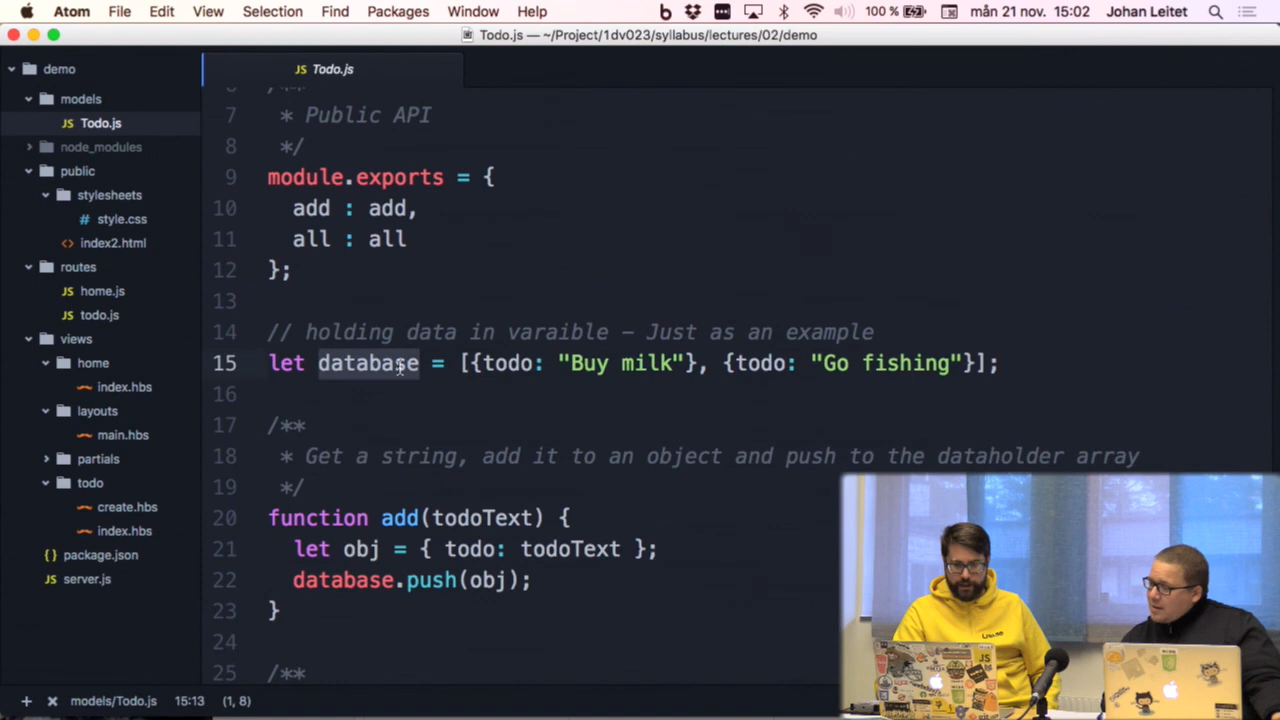 Atom File Edit View Selection Find Packages Window Help 100 % mån 21 nov. 15:02 Johan Leitet
Todo.js — ~/Project/1dv023/syllabus/lectures/02/demo
demo
models
JS Todo.js
node_modules
public
stylesheets
# style.css
<> index2.html
routes
JS home.js
JS todo.js
views
home
index.hbs
layouts
main.hbs
partials
todo
create.hbs
index.hbs
{} package.json
JS server.js
JS Todo.js
7 * Public API
8 */
9 module.exports = {
10 add : add,
11 all : all
12 };
13
14 // holding data in varaible – Just as an example
15 let database = [{todo: "Buy milk"}, {todo: "Go fishing"}];
16
17 /**
18 * Get a string, add it to an object and push to the dataholder array
19 */
20 function add(todoText) {
21 let obj = { todo: todoText };
22 database.push(obj);
23 }
24
25 /**
models/Todo.js 15:13 (1, 8)
JS